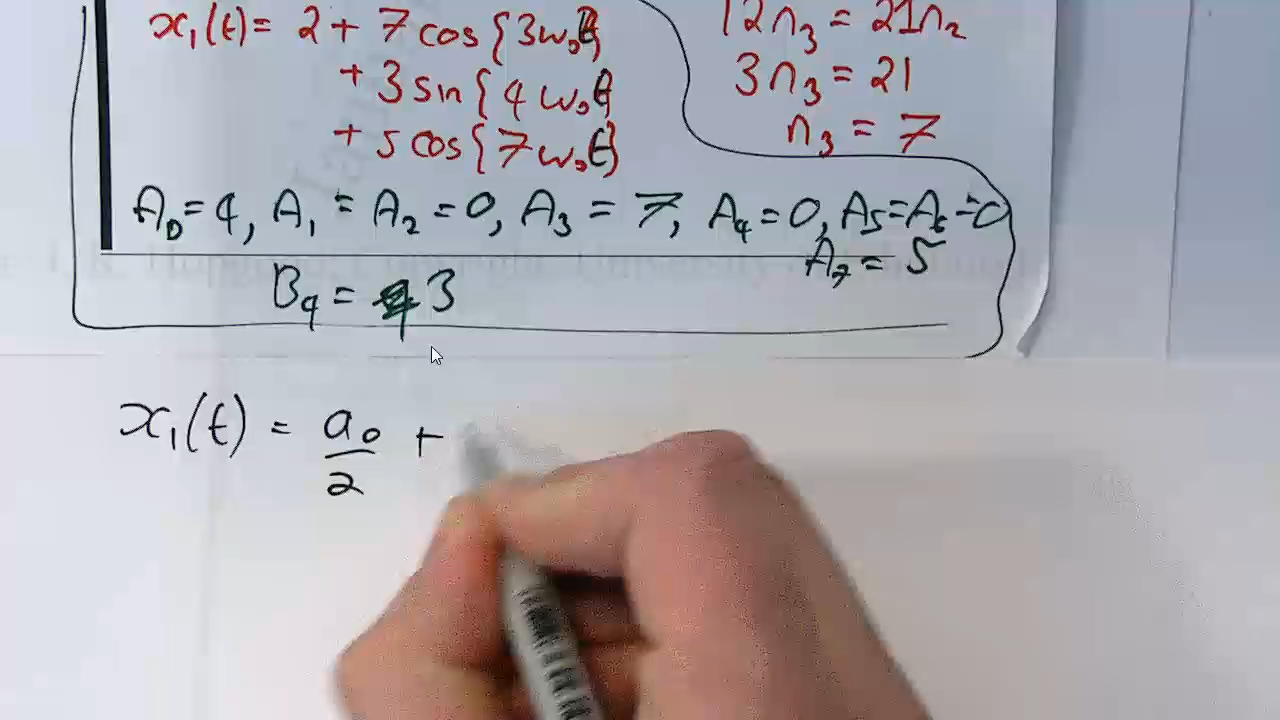 x₁(t) = 2 + 7 cos{3ω₀t}
+ 3 sin{4ω₀t}
+ 5 cos{7ω₀t}
12n₃ = 21n₂
3n₃ = 21
n₃ = 7
A₀ = 4, A₁ = A₂ = 0, A₃ = 7, A₄ = 0, A₅ = A₆ = 0
A₇ = 5
B₄ = 3
x₁(t) = a₀/2 +